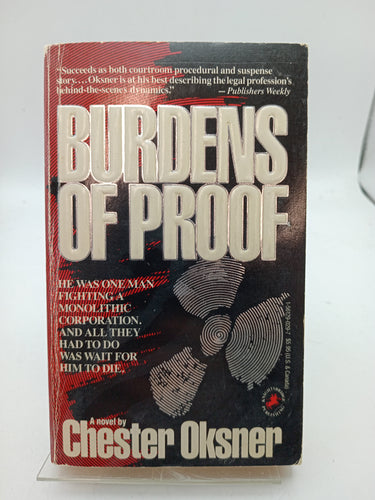 "Succeeds as both courtroom procedural and suspense
story.... Oksner is at his best describing the legal profession's
behind-the-scenes dynamics."
— Publishers Weekly
BURDENS
OF PROOF
HE WAS ONE MAN
FIGHTING A
MONOLITHIC
CORPORATION.
AND ALL THEY
HAD TO DO
WAS WAIT FOR
HIM TO DIE.
A novel by
Chester Oksner
KNIGHTSBRIDGE
PUBLISHING